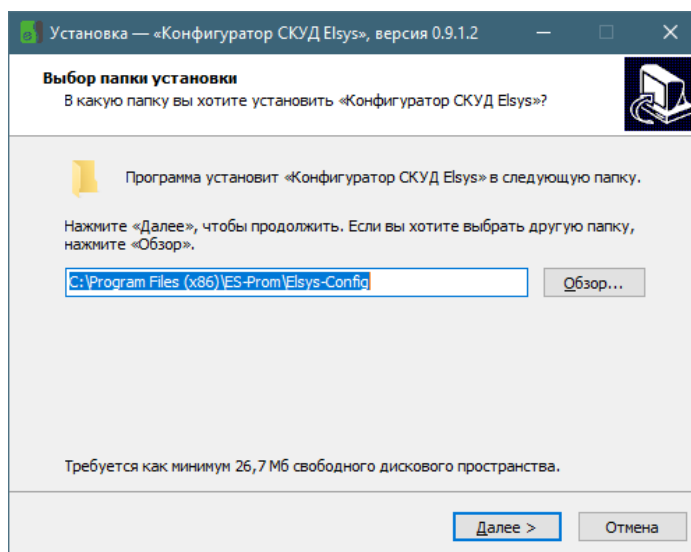 Установка — «Конфигуратор СКУД Elsys», версия 0.9.1.2
Выбор папки установки
В какую папку вы хотите установить «Конфигуратор СКУД Elsys»?
Программа установит «Конфигуратор СКУД Elsys» в следующую папку.
Нажмите «Далее», чтобы продолжить. Если вы хотите выбрать другую папку,
нажмите «Обзор».
C:\Program Files (x86)\ES-Prom\Elsys-Config
Обзор...
Требуется как минимум 26,7 Мб свободного дискового пространства.
Далее >
Отмена